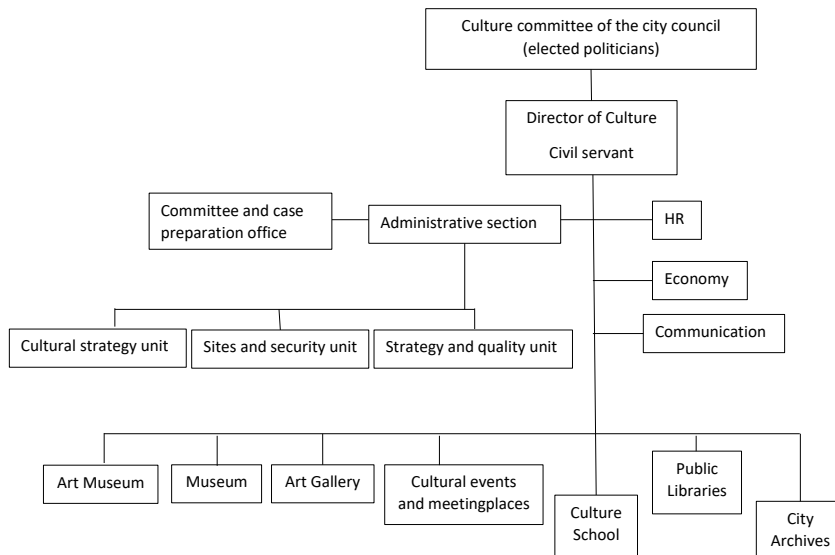 Culture committee of the city council
(elected politicians)
Director of Culture
Civil servant
Committee and case
preparation office
Administrative section
HR
Economy
Communication
Cultural strategy unit
Sites and security unit
Strategy and quality unit
Art Museum
Museum
Art Gallery
Cultural events
and meetingplaces
Culture
School
Public
Libraries
City
Archives